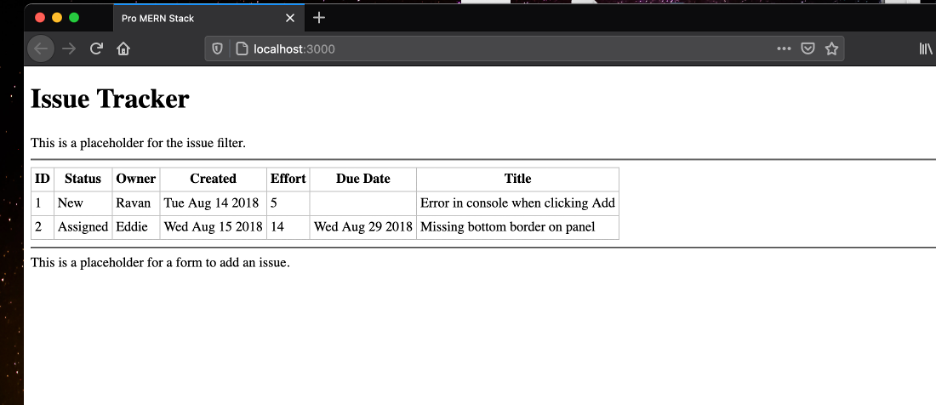 Pro MERN Stack
localhost:3000
Issue Tracker
This is a placeholder for the issue filter.
ID Status Owner Created Effort Due Date Title
1 New Ravan Tue Aug 14 2018 5 Error in console when clicking Add
2 Assigned Eddie Wed Aug 15 2018 14 Wed Aug 29 2018 Missing bottom border on panel
This is a placeholder for a form to add an issue.